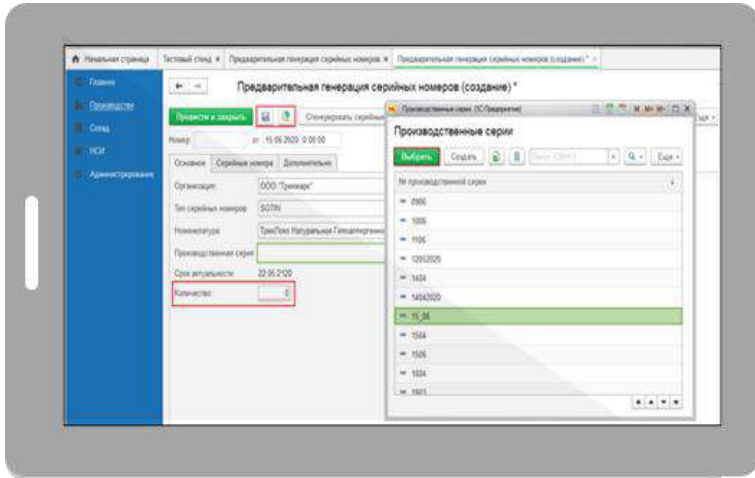 Начальная страница
Тестовый стенд ×
Предварительная генерация серийных номеров ×
Предварительная генерация серийных номеров (создание) * ×
Главное
Производство
Склад
НСИ
Администрирование
Предварительная генерация серийных номеров (создание) *
Провести и закрыть
Сгенерировать серийные
Номер:
от: 15.06.2020 0:00:00
Основное
Серийные номера
Дополнительно
Организация:
ООО "Трекмарк"
Тип серийных номеров:
SGTIN
Номенклатура:
Производственная серия:
Срок актуальности:
Количество:
0
Производственные серии (1С:Предприятие)
M M+ M-
Производственные серии
Выбрать
Создать
Поиск (Ctrl+F)
Еще
№ производственной серии
0906
1006
1106
12052020
1404
14042020
15_06
1504
1506
1604